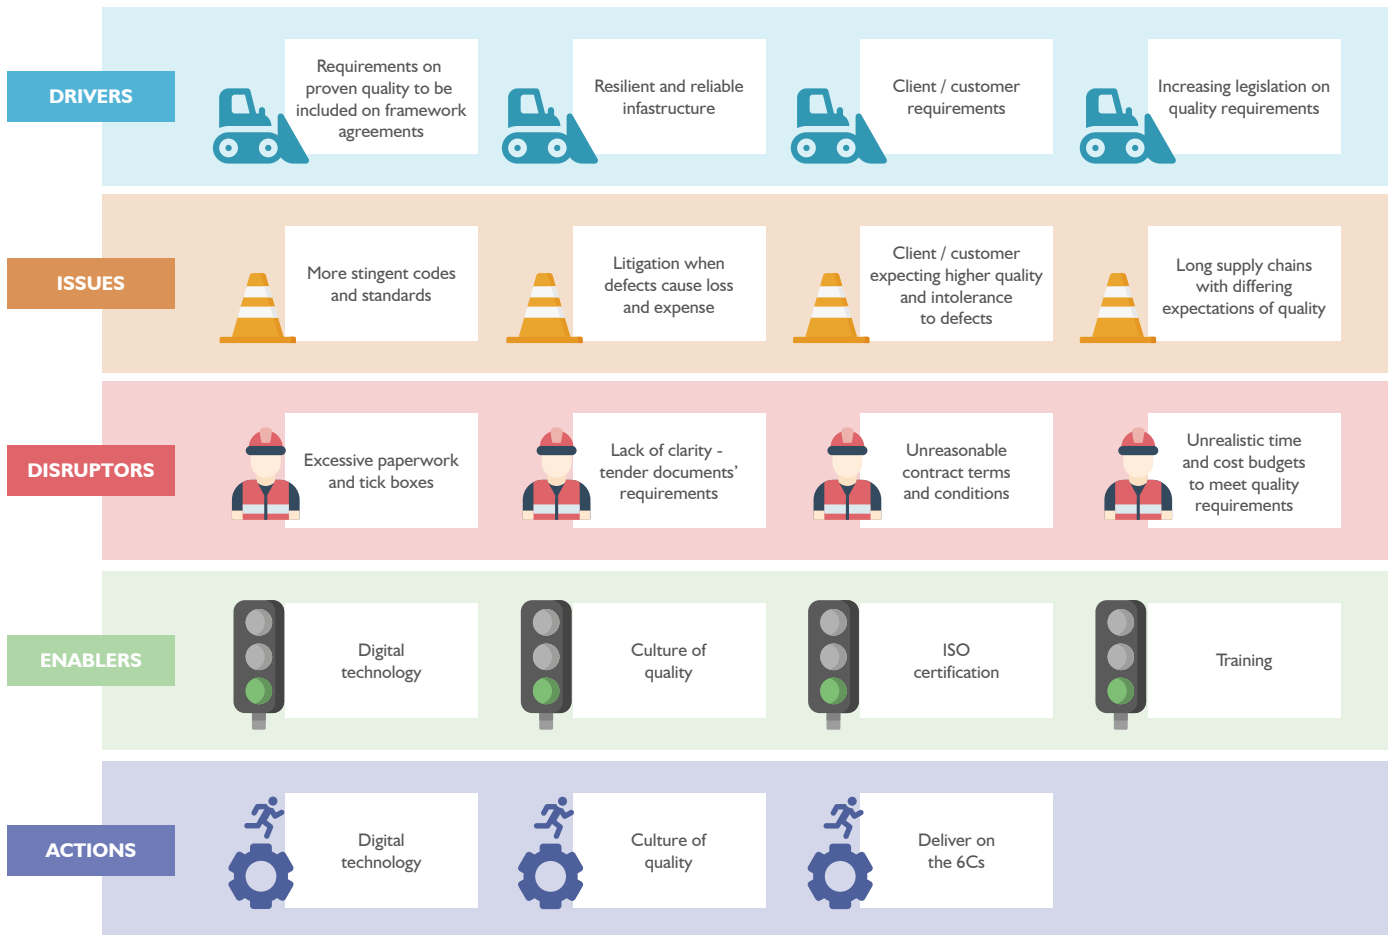 DRIVERS
Requirements on
proven quality to be
included on framework
agreements
Resilient and reliable
infastructure
Client / customer
requirements
Increasing legislation on
quality requirements
ISSUES
More stingent codes
and standards
Litigation when
defects cause loss
and expense
Client / customer
expecting higher quality
and intolerance
to defects
Long supply chains
with differing
expectations of quality
DISRUPTORS
Excessive paperwork
and tick boxes
Lack of clarity -
tender documents’
requirements
Unreasonable
contract terms
and conditions
Unrealistic time
and cost budgets
to meet quality
requirements
ENABLERS
Digital
technology
Culture of
quality
ISO
certification
Training
ACTIONS
Digital
technology
Culture of
quality
Deliver on
the 6Cs